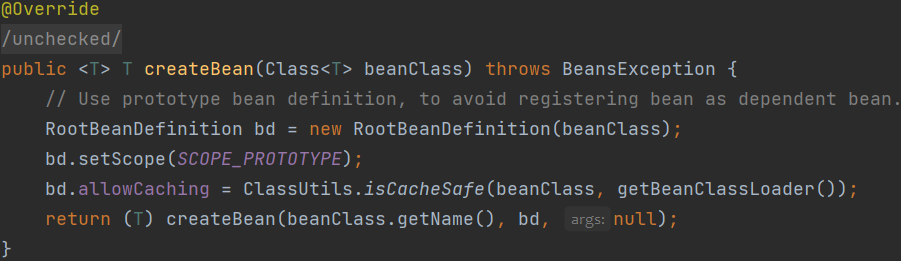 @Override
/unchecked/
public <T> T createBean(Class<T> beanClass) throws BeansException {
// Use prototype bean definition, to avoid registering bean as dependent bean.
RootBeanDefinition bd = new RootBeanDefinition(beanClass);
bd.setScope(SCOPE_PROTOTYPE);
bd.allowCaching = ClassUtils.isCacheSafe(beanClass, getBeanClassLoader());
return (T) createBean(beanClass.getName(), bd, args: null);
}